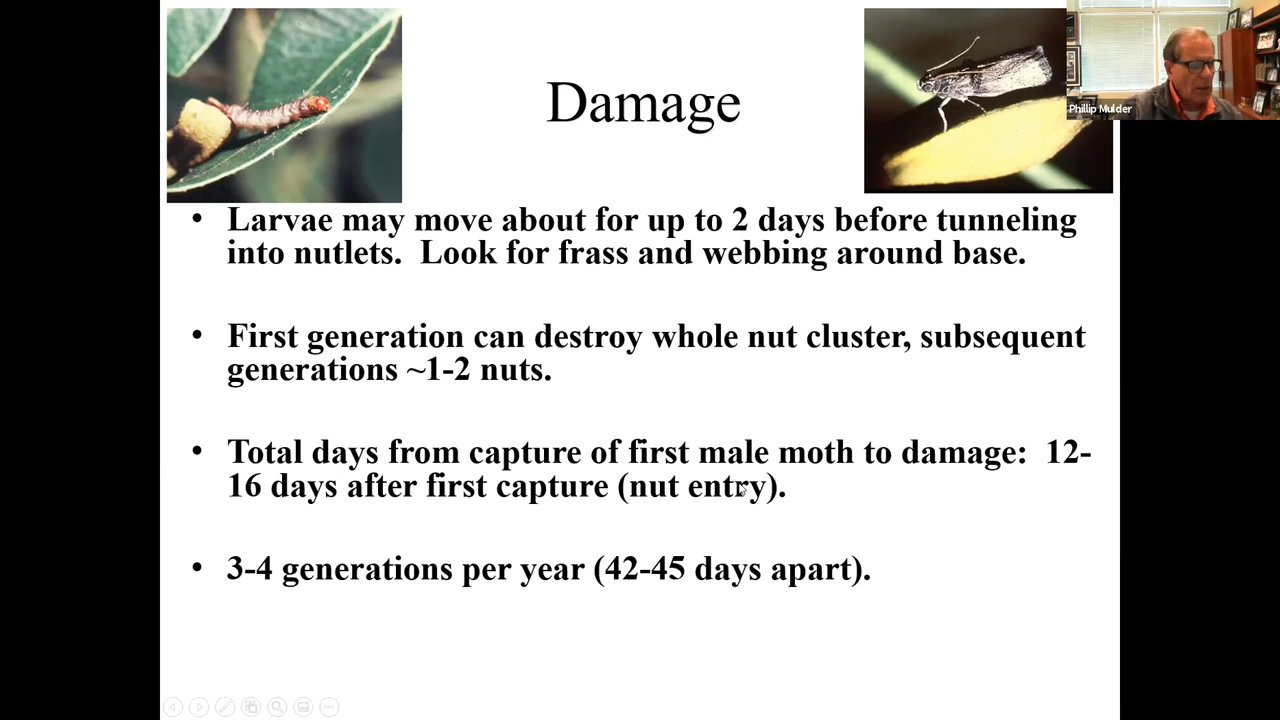 Damage
Phillip Mulder
• Larvae may move about for up to 2 days before tunneling
into nutlets.  Look for frass and webbing around base.
• First generation can destroy whole nut cluster, subsequent
generations ~1-2 nuts.
• Total days from capture of first male moth to damage:  12-
16 days after first capture (nut entry).
• 3-4 generations per year (42-45 days apart).